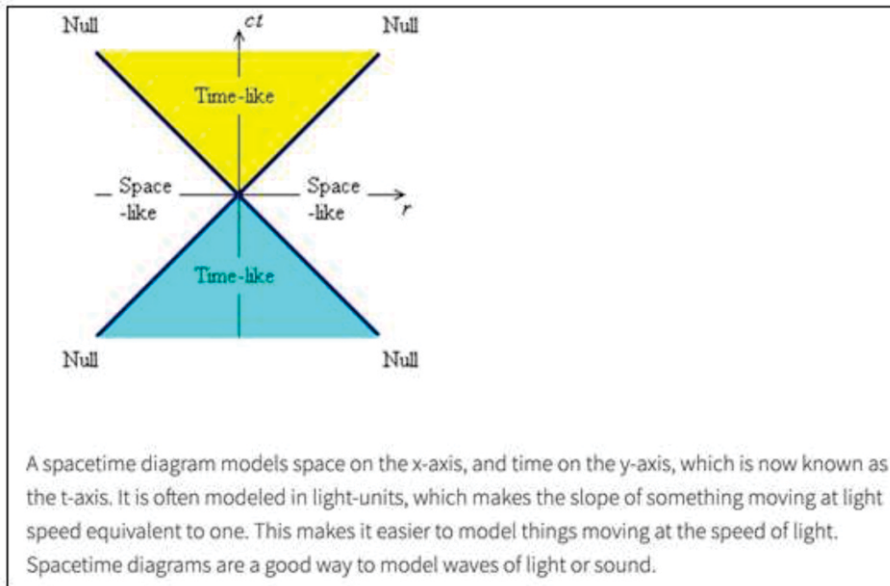 Null
ct
Null
Time-like
Space
-like
Space
-like
r
Time-like
Null
Null
A spacetime diagram models space on the x-axis, and time on the y-axis, which is now known as
the t-axis. It is often modeled in light-units, which makes the slope of something moving at light
speed equivalent to one. This makes it easier to model things moving at the speed of light.
Spacetime diagrams are a good way to model waves of light or sound.